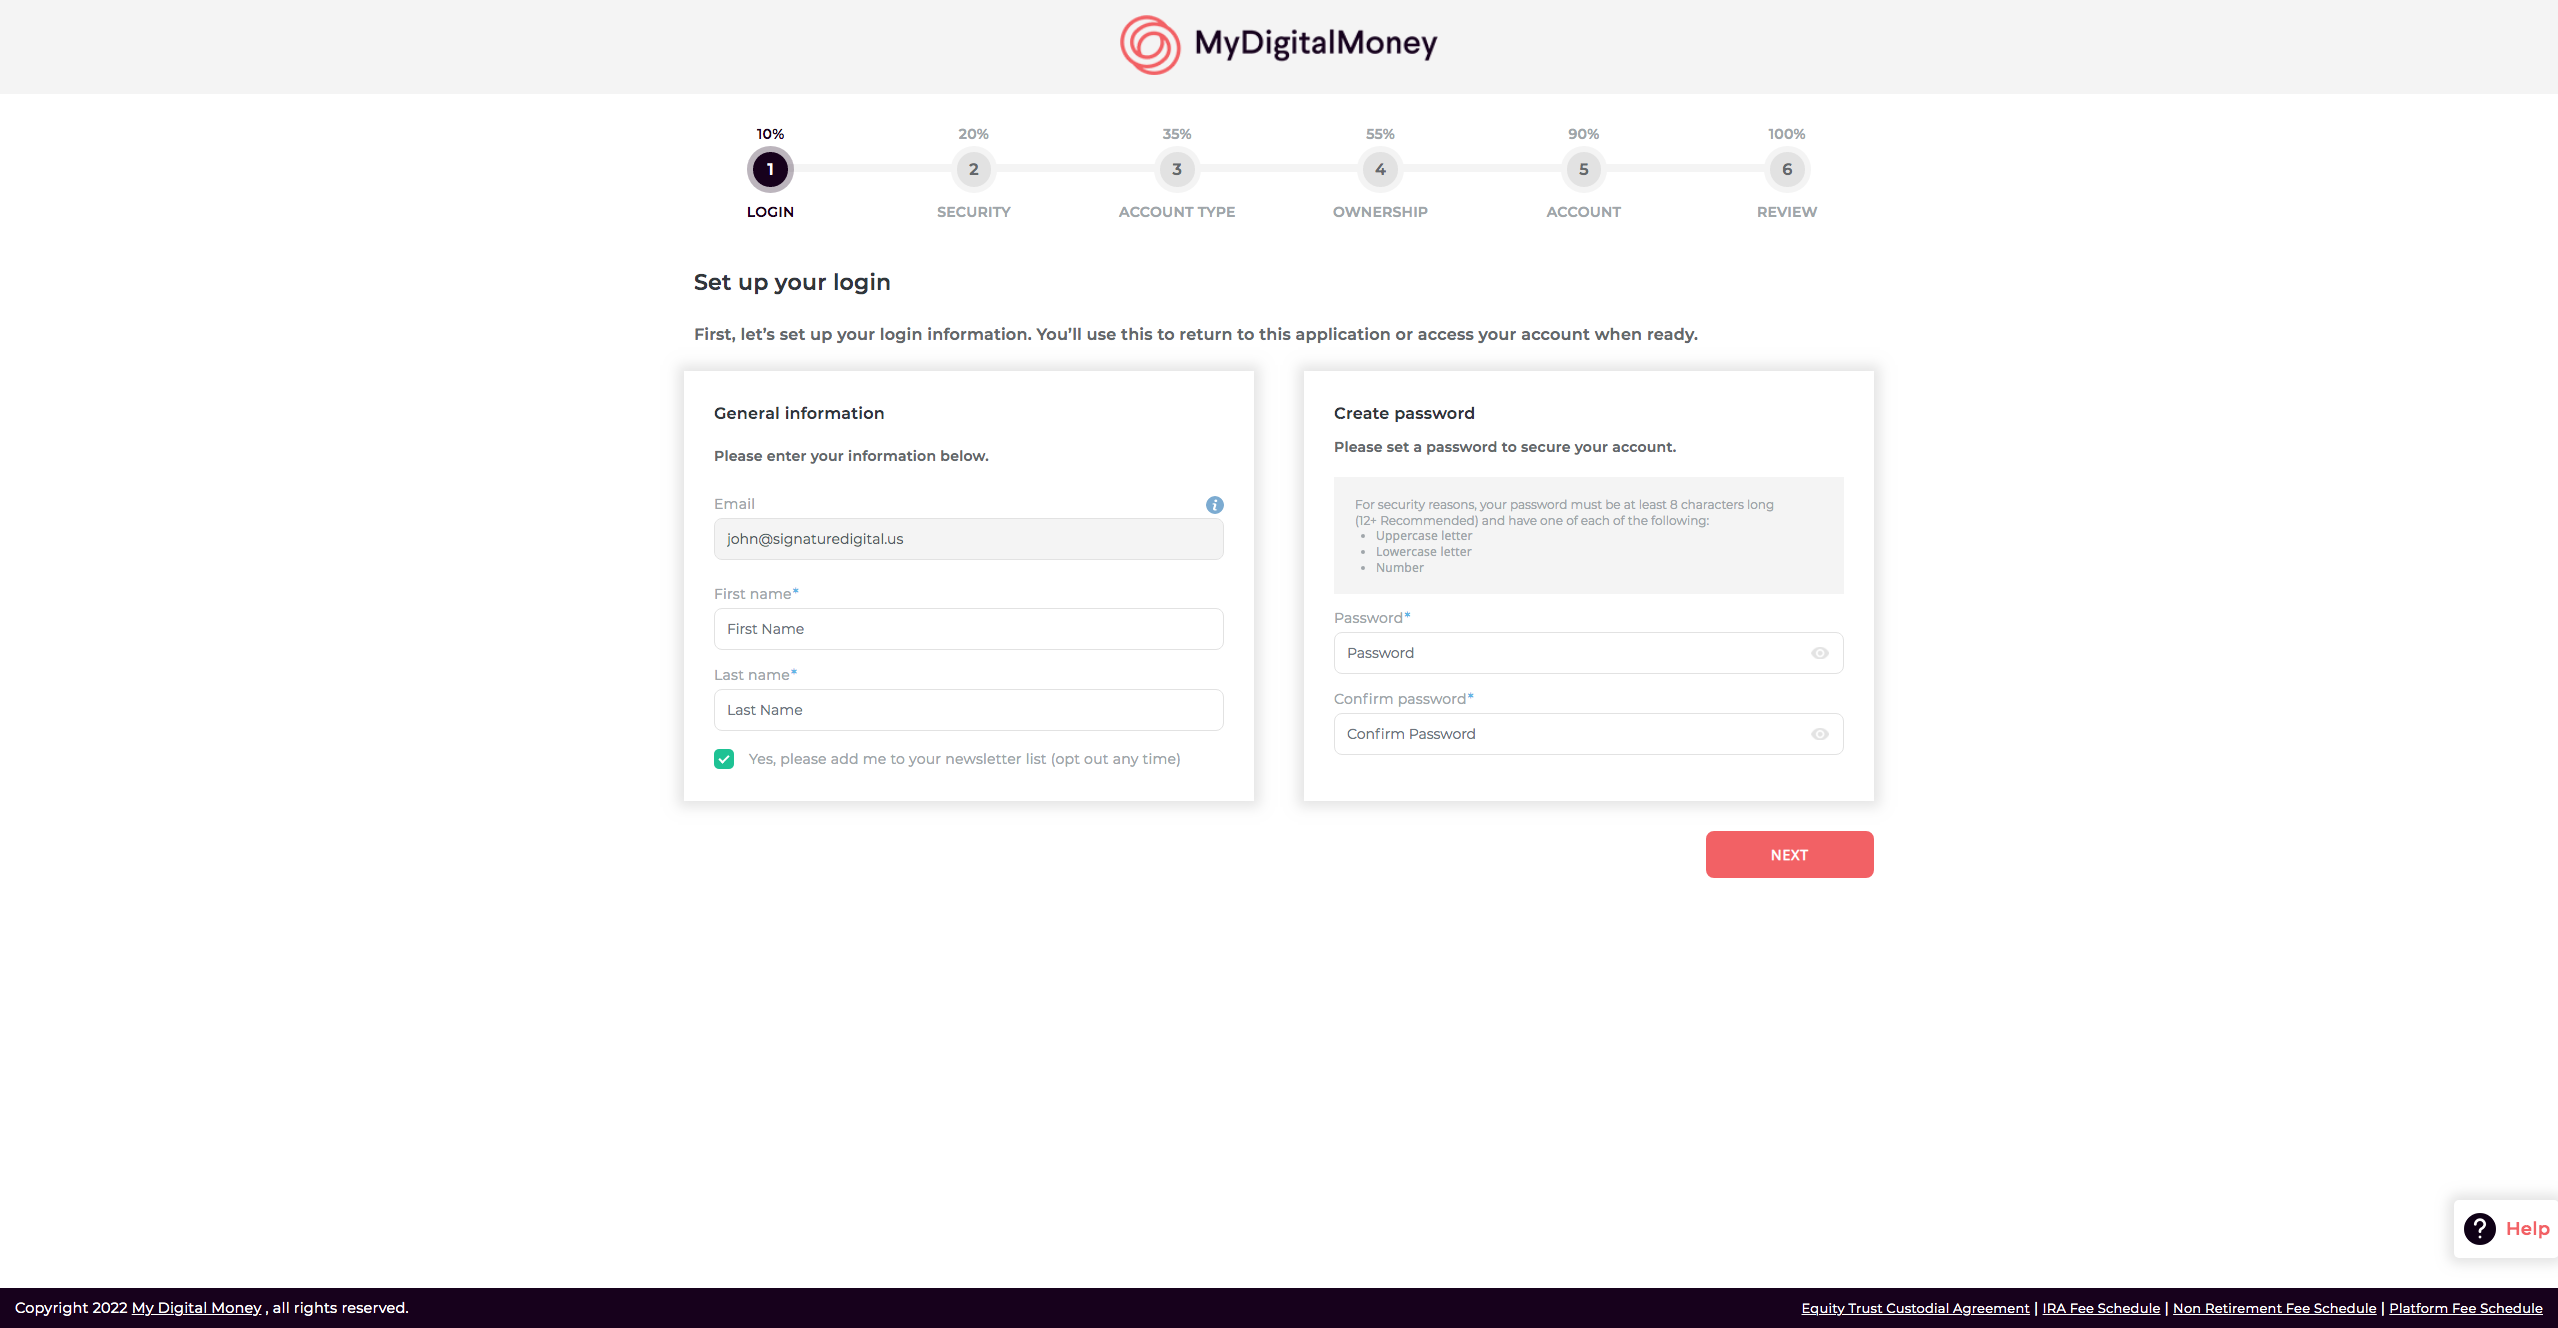 MyDigitalMoney
10% 20% 35% 55% 90% 100%
1 2 3 4 5 6
LOGIN SECURITY ACCOUNT TYPE OWNERSHIP ACCOUNT REVIEW
Set up your login
First, let’s set up your login information. You’ll use this to return to this application or access your account when ready.
General information
Please enter your information below.
Email
john@signaturedigital.us
First name*
First Name
Last name*
Last Name
Yes, please add me to your newsletter list (opt out any time)
Create password
Please set a password to secure your account.
For security reasons, your password must be at least 8 characters long
(12+ Recommended) and have one of each of the following:
• Uppercase letter
• Lowercase letter
• Number
Password*
Password
Confirm password*
Confirm Password
NEXT
? Help
Copyright 2022 My Digital Money , all rights reserved.
Equity Trust Custodial Agreement | IRA Fee Schedule | Non Retirement Fee Schedule | Platform Fee Schedule